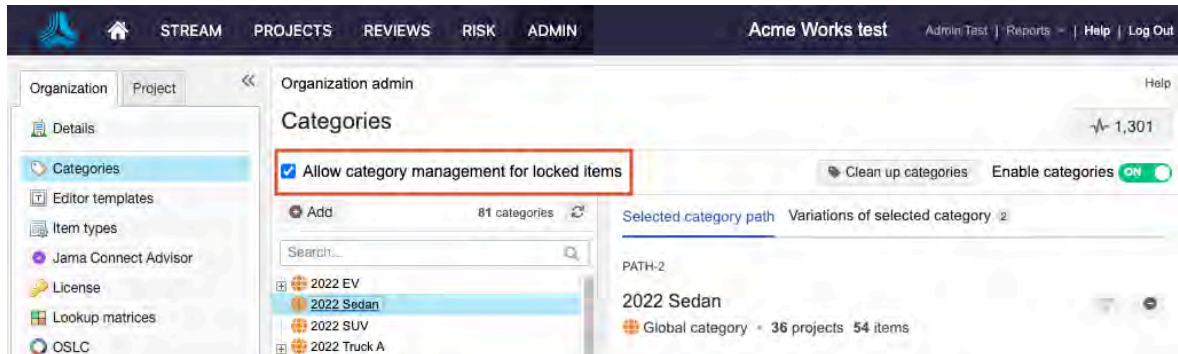 STREAM PROJECTS REVIEWS RISK ADMIN Acme Works test Admin Test | Reports | Help | Log Out
Organization Project
Organization admin Help
Details
Categories 1,301
Categories
Allow category management for locked items Clean up categories Enable categories ON
Editor templates
Add 81 categories
Selected category path Variations of selected category 2
Item types
Search...
Jama Connect Advisor
PATH-2
License
2022 EV
2022 Sedan
2022 Sedan
Lookup matrices
2022 SUV
Global category • 36 projects 54 items
OSLC
2022 Truck A